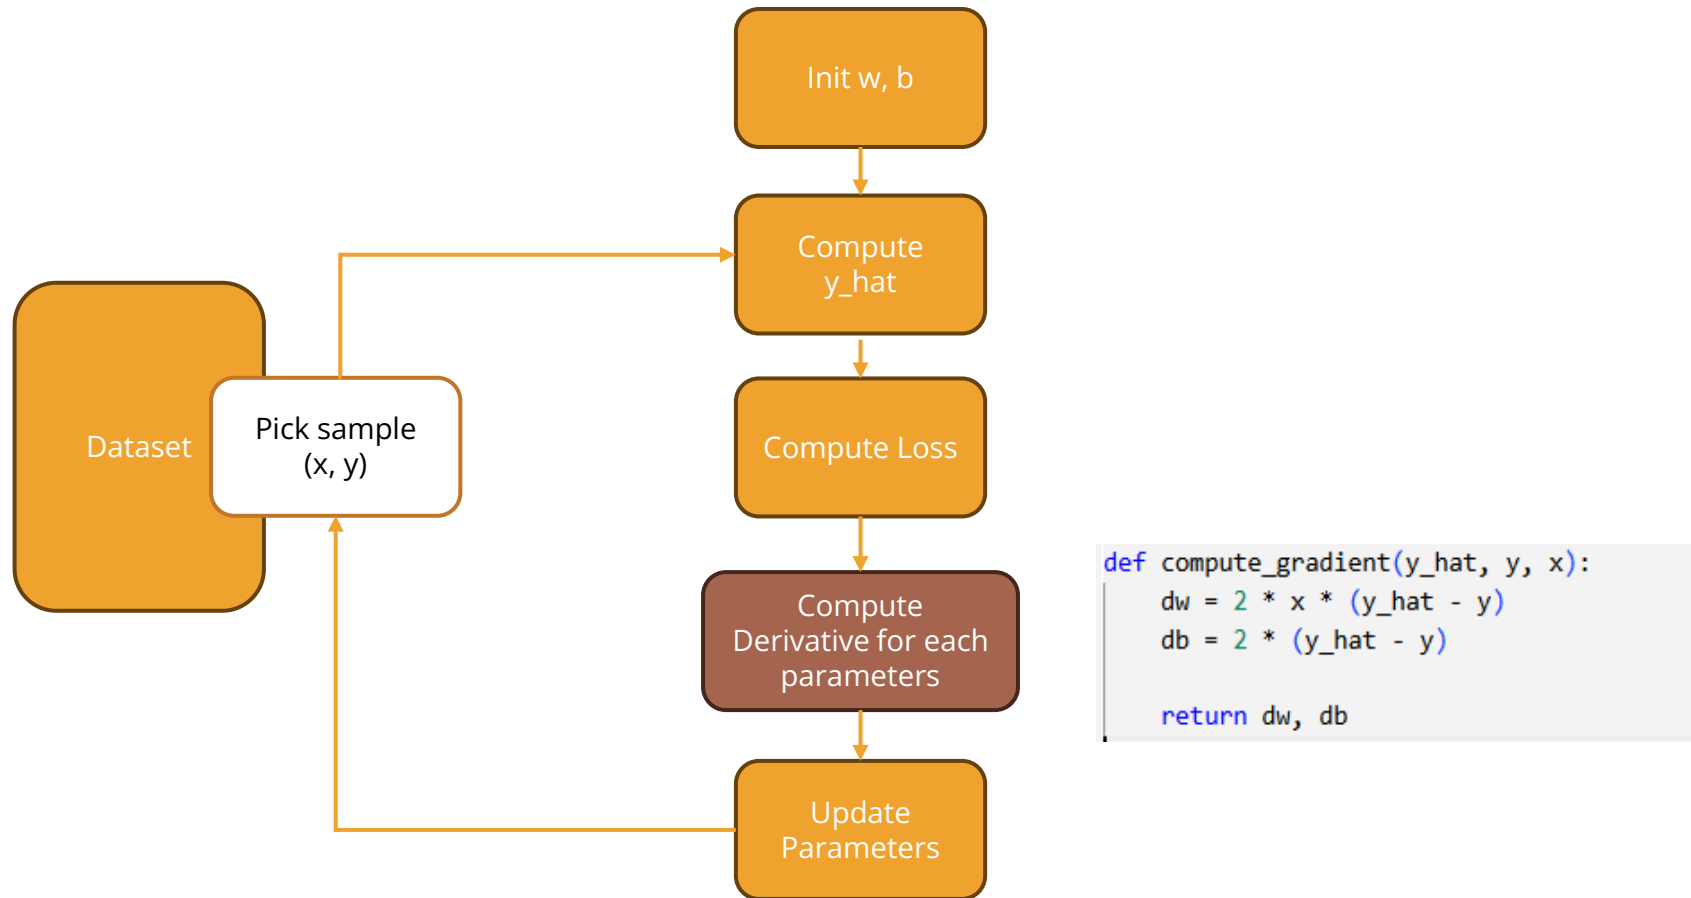 Init w, b
Compute
y_hat
Dataset
Pick sample
(x, y)
Compute Loss
Compute
Derivative for each
parameters
Update
Parameters
def compute_gradient(y_hat, y, x):
    dw = 2 * x * (y_hat - y)
    db = 2 * (y_hat - y)
    return dw, db